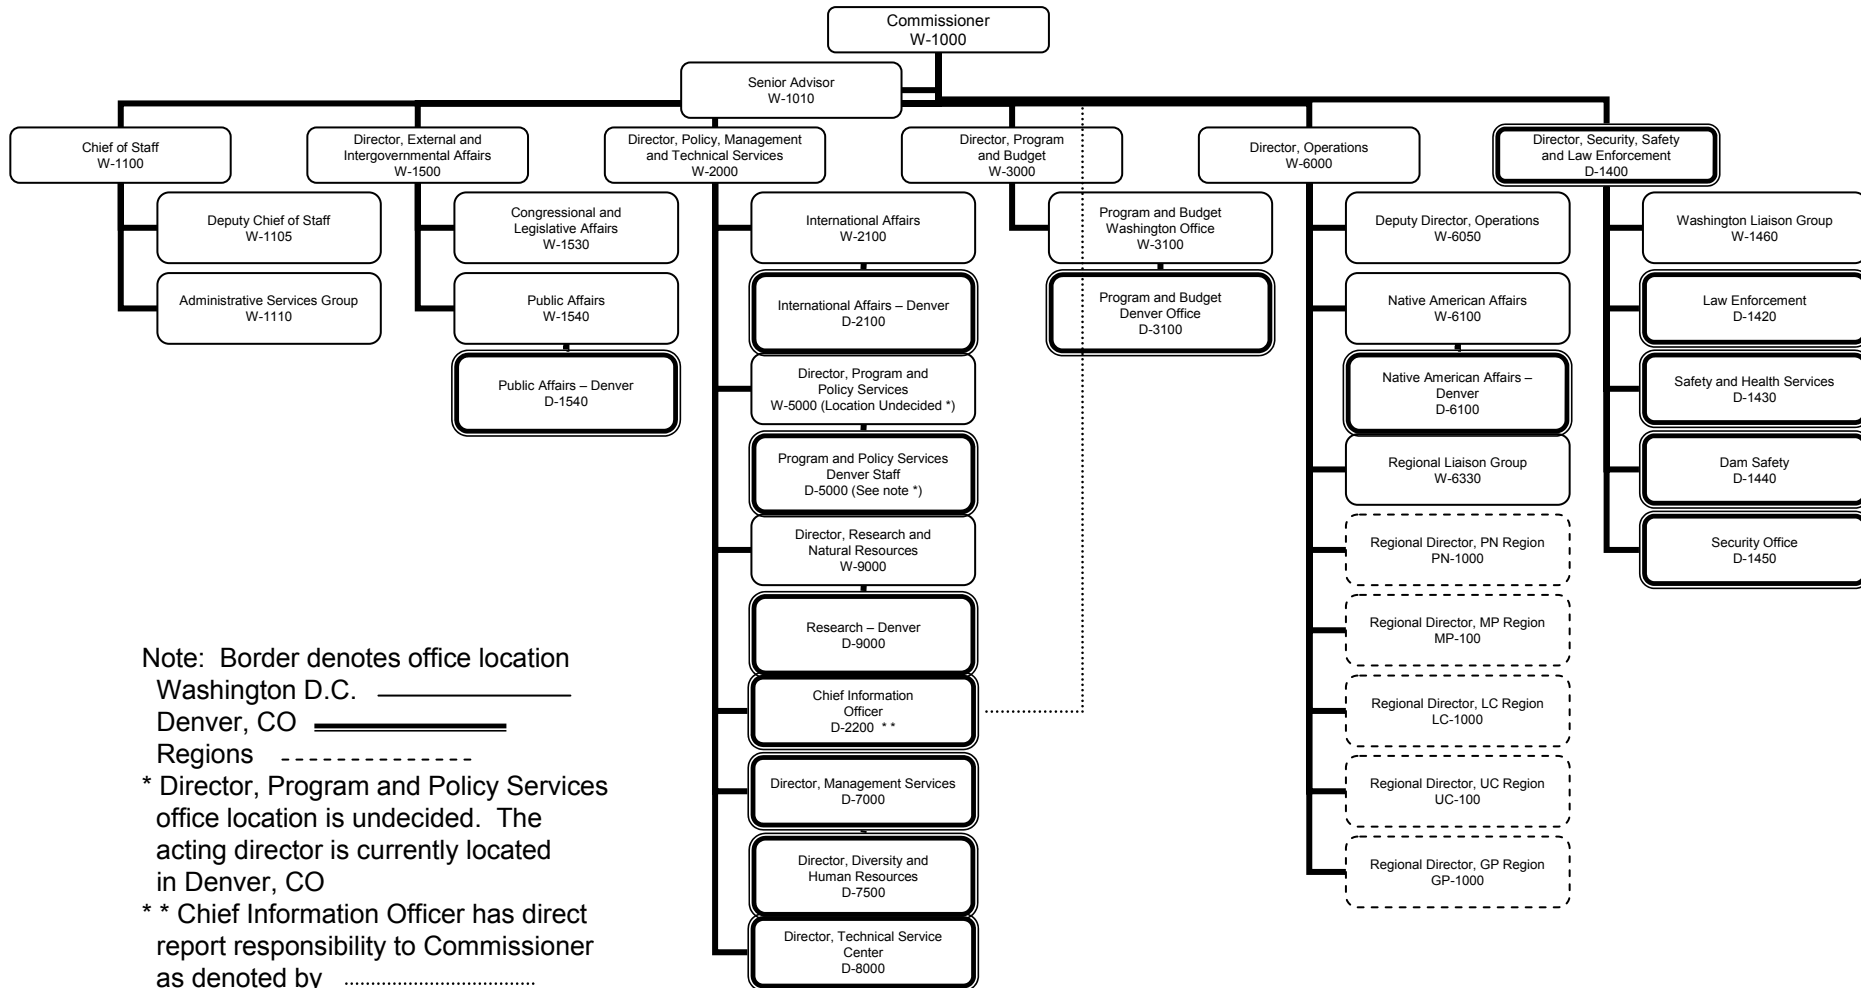 Commissioner
W-1000
Senior Advisor
W-1010
Chief of Staff
W-1100
Director, External and
Intergovernmental Affairs
W-1500
Director, Policy, Management
and Technical Services
W-2000
Director, Program
and Budget
W-3000
Director, Operations
W-6000
Director, Security, Safety
and Law Enforcement
D-1400
Deputy Chief of Staff
W-1105
Administrative Services Group
W-1110
Congressional and
Legislative Affairs
W-1530
Public Affairs
W-1540
Public Affairs – Denver
D-1540
International Affairs
W-2100
International Affairs – Denver
D-2100
Director, Program and
Policy Services
W-5000 (Location Undecided *)
Program and Policy Services
Denver Staff
D-5000 (See note *)
Director, Research and
Natural Resources
W-9000
Research – Denver
D-9000
Chief Information
Officer
D-2200 * *
Director, Management Services
D-7000
Director, Diversity and
Human Resources
D-7500
Director, Technical Service
Center
D-8000
Program and Budget
Washington Office
W-3100
Program and Budget
Denver Office
D-3100
Deputy Director, Operations
W-6050
Native American Affairs
W-6100
Native American Affairs –
Denver
D-6100
Regional Liaison Group
W-6330
Regional Director, PN Region
PN-1000
Regional Director, MP Region
MP-100
Regional Director, LC Region
LC-1000
Regional Director, UC Region
UC-100
Regional Director, GP Region
GP-1000
Washington Liaison Group
W-1460
Law Enforcement
D-1420
Safety and Health Services
D-1430
Dam Safety
D-1440
Security Office
D-1450
Note: Border denotes office location
Washington D.C.
Denver, CO
Regions
* Director, Program and Policy Services
office location is undecided. The
acting director is currently located
in Denver, CO
* * Chief Information Officer has direct
report responsibility to Commissioner
as denoted by